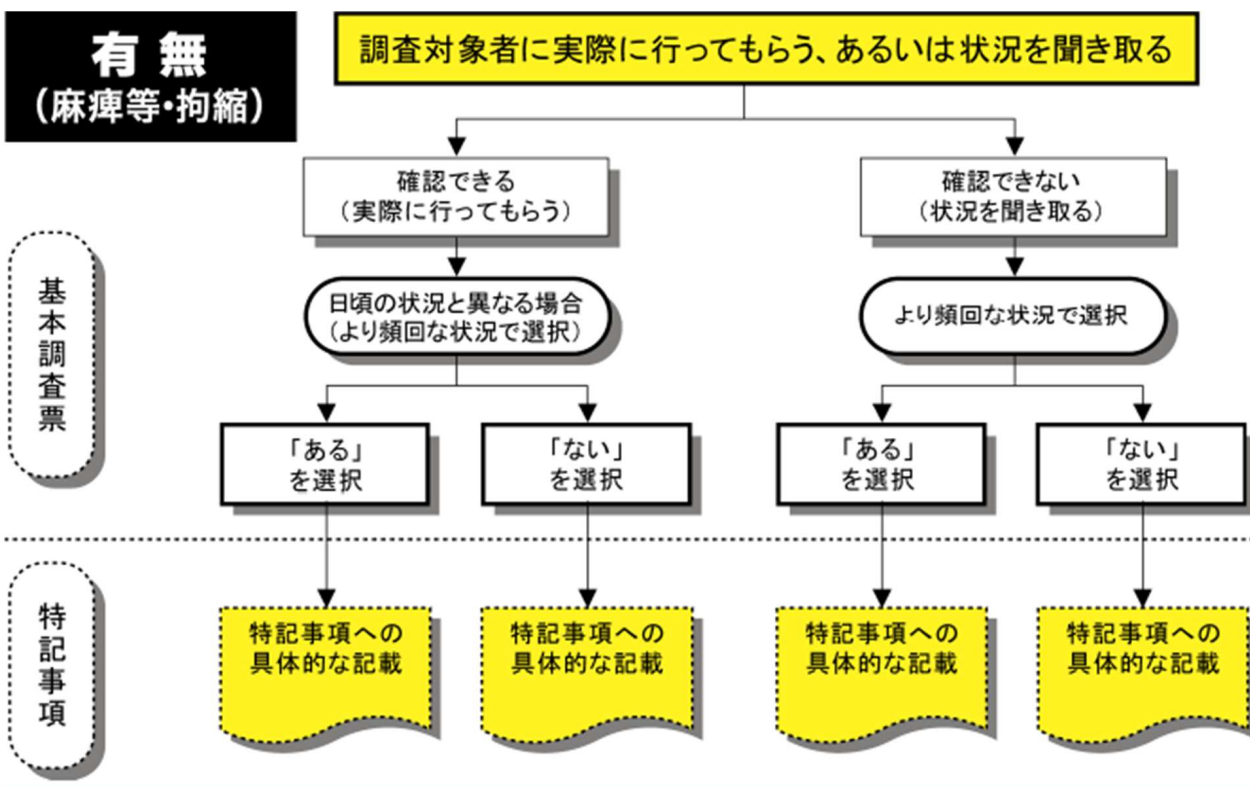 有無
(麻痺等・拘縮)
調査対象者に実際に行ってもらう、あるいは状況を聞き取る
確認できる
(実際に行ってもらう)
確認できない
(状況を聞き取る)
基本調査票
日頃の状況と異なる場合
(より頻回な状況で選択)
より頻回な状況で選択
「ある」
を選択
「ない」
を選択
「ある」
を選択
「ない」
を選択
特記事項
特記事項への
具体的な記載
特記事項への
具体的な記載
特記事項への
具体的な記載
特記事項への
具体的な記載